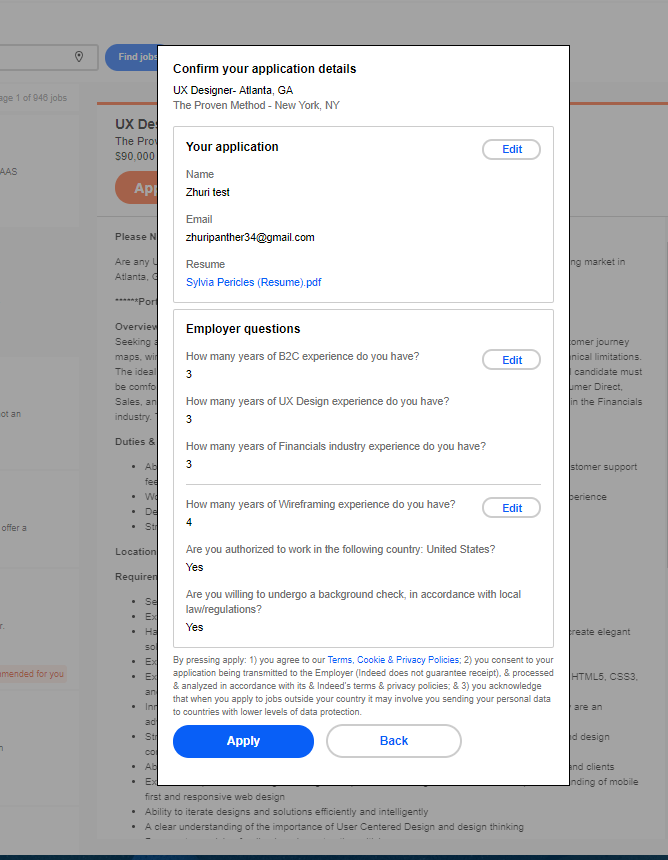 Find jobs
age 1 of 946 jobs
AAS
ot an
offer a
r.
mended for you
n
UX Des
The Prov
$90,000
App
Please N
Are any U
ng market in
Atlanta, G
******Port
Overview
Seeking a
tomer journey
maps, wir
nical limitations.
The ideal
l candidate must
be comfo
umer Direct,
Sales, an
in the Financials
industry. T
Duties &
Ab
stomer support
fee
Wo
perience
De
Str
Location
Requirem
Se
Ex
Ha
create elegant
sol
Ex
Ex
HTML5, CSS3,
and
Inn
y are an
adv
Str
d design
co
Ab
and clients
Ex
nding of mobile
first and responsive web design
Ability to iterate designs and solutions efficiently and intelligently
A clear understanding of the importance of User Centered Design and design thinking
Confirm your application details
UX Designer- Atlanta, GA
The Proven Method - New York, NY
Your application
Edit
Name
Zhuri test
Email
zhuripanther34@gmail.com
Resume
Sylvia Pericles (Resume).pdf
Employer questions
How many years of B2C experience do you have?
Edit
3
How many years of UX Design experience do you have?
3
How many years of Financials industry experience do you have?
3
How many years of Wireframing experience do you have?
Edit
4
Are you authorized to work in the following country: United States?
Yes
Are you willing to undergo a background check, in accordance with local
law/regulations?
Yes
By pressing apply: 1) you agree to our Terms, Cookie & Privacy Policies; 2) you consent to your
application being transmitted to the Employer (Indeed does not guarantee receipt), & processed
& analyzed in accordance with its & Indeed's terms & privacy policies; & 3) you acknowledge
that when you apply to jobs outside your country it may involve you sending your personal data
to countries with lower levels of data protection.
Apply
Back